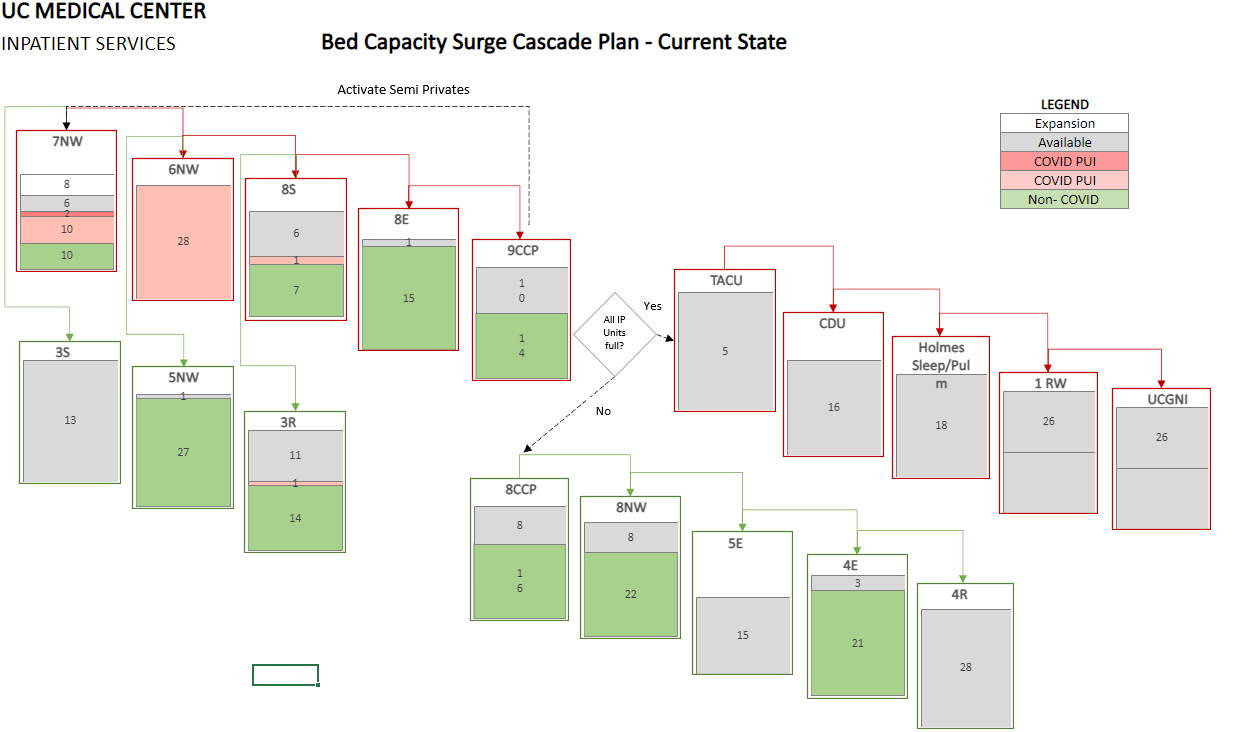 UC MEDICAL CENTER
INPATIENT SERVICES
Bed Capacity Surge Cascade Plan - Current State
Activate Semi Privates
LEGEND
Expansion
Available
COVID PUI
COVID PUI
Non- COVID
7NW
8
6
2
10
10
6NW
28
8S
6
1
7
8E
1
15
9CCP
1
0
1
4
All IP
Units
full?
Yes
No
TACU
5
CDU
16
Holmes
Sleep/Pul
m
18
1 RW
26
UCGNI
26
3S
13
5NW
1
27
3R
11
1
14
8CCP
8
1
6
8NW
8
22
5E
15
4E
3
21
4R
28